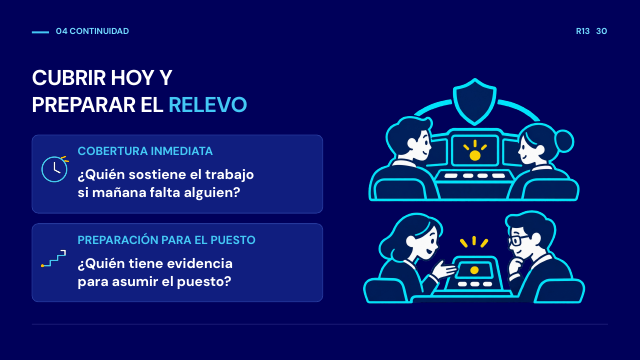 04 CONTINUIDAD
R13 30
CUBRIR HOY Y
PREPARAR EL RELEVO
COBERTURA INMEDIATA
¿Quién sostiene el trabajo
si mañana falta alguien?
PREPARACIÓN PARA EL PUESTO
¿Quién tiene evidencia
para asumir el puesto?